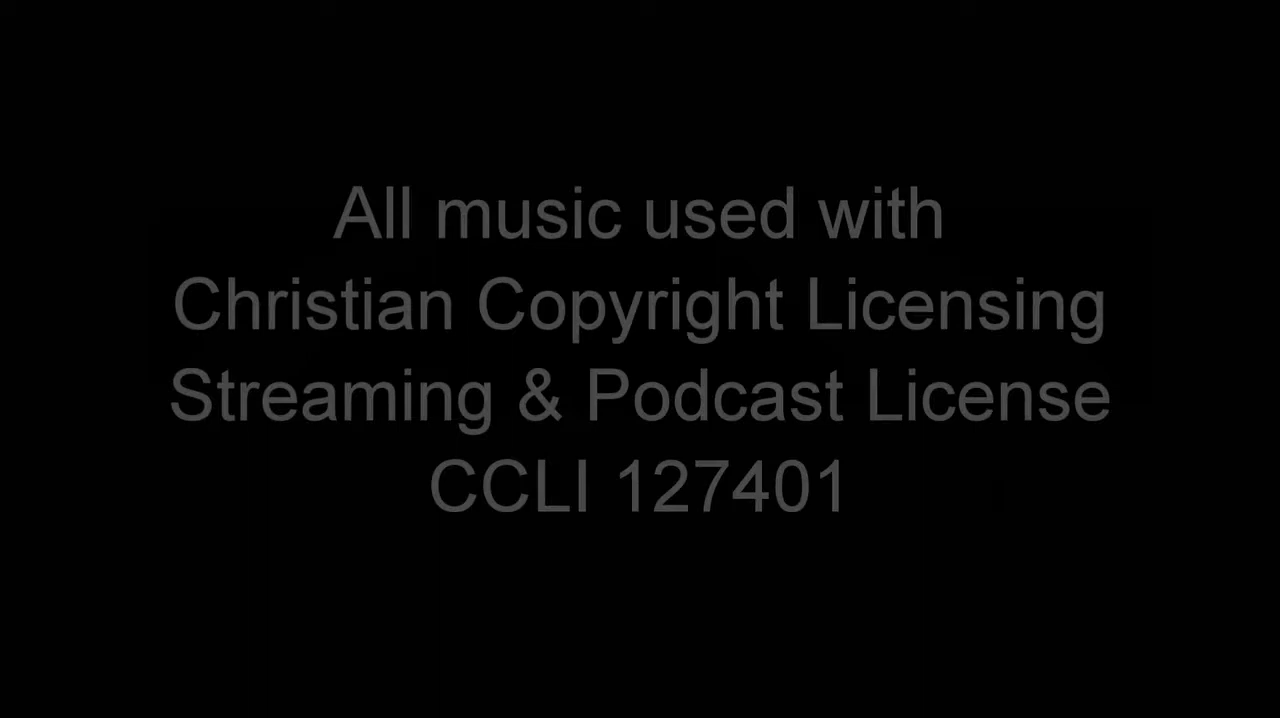 All music used with
Christian Copyright Licensing
Streaming & Podcast License
CCLI 127401